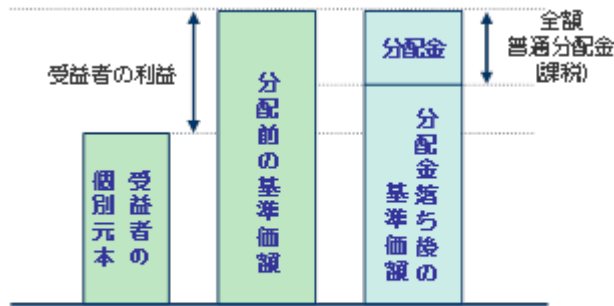 受益者の利益
受益者の
個別元本
分配前の基準価額
分配金
分配金落ち後の
基準価額
全額
普通分配金
(課税)